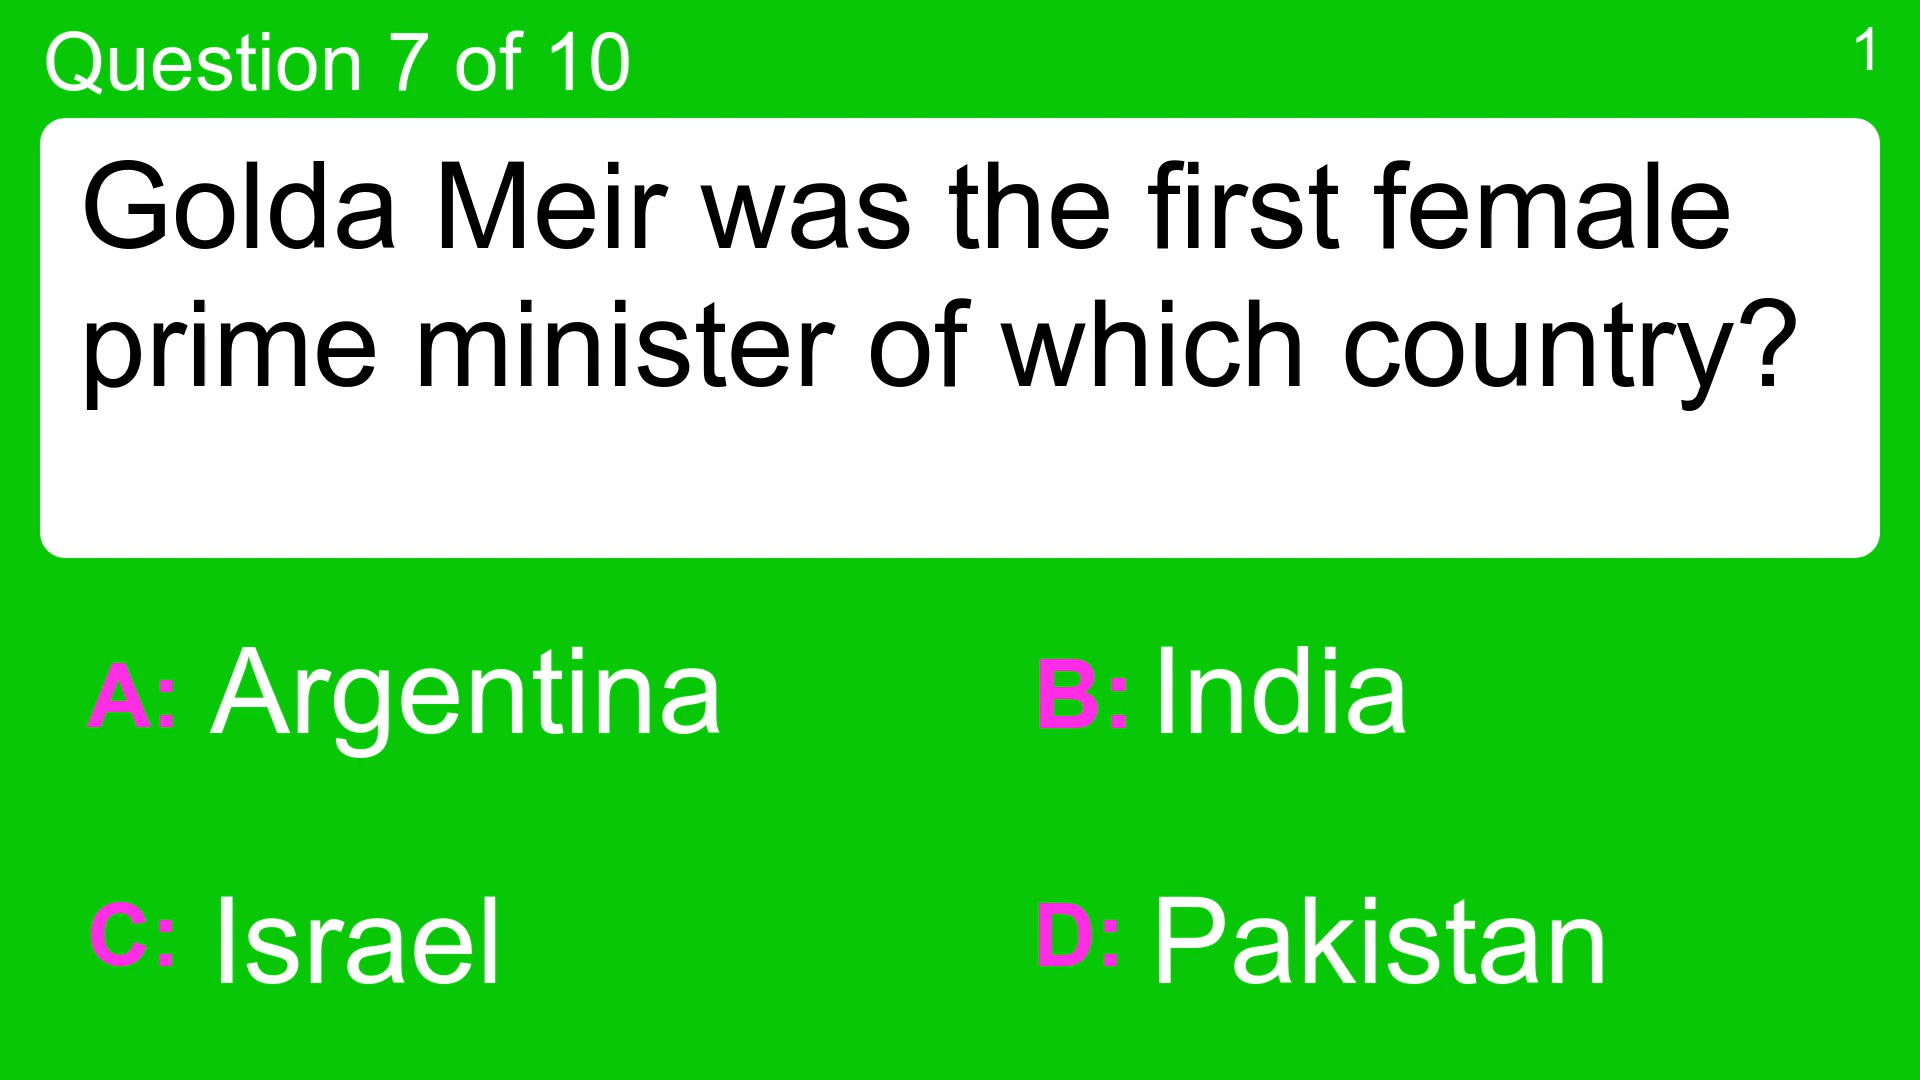 Question 7 of 10
1
Golda Meir was the first female
prime minister of which country?
A: Argentina
B: India
C: Israel
D: Pakistan